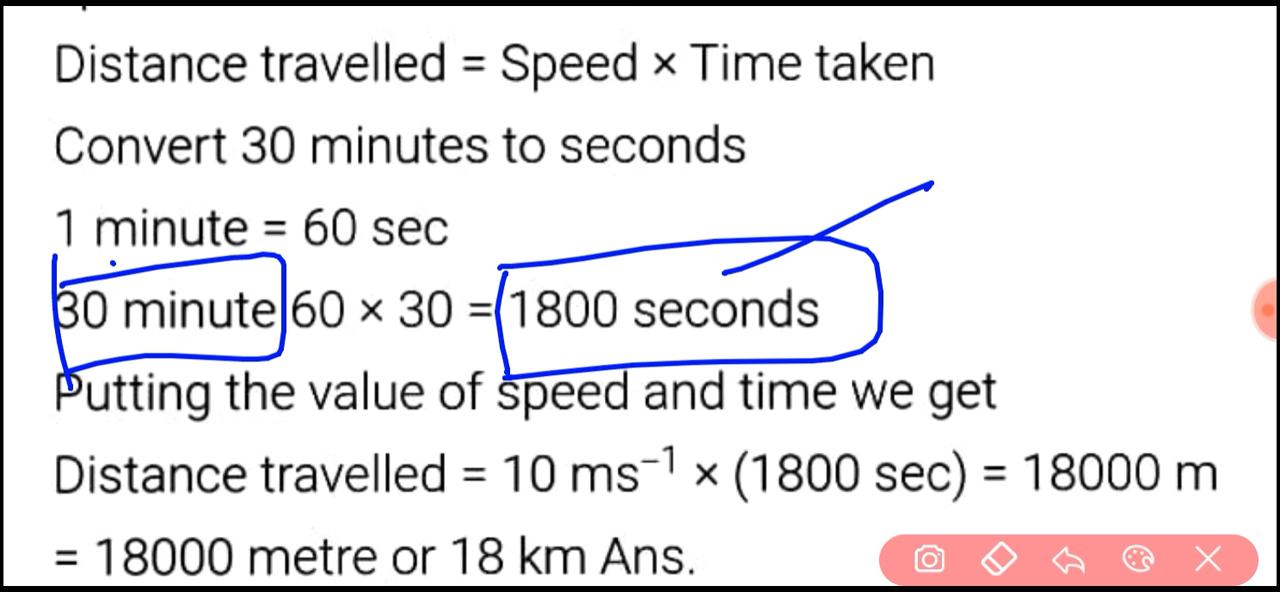 Distance travelled = Speed × Time taken
Convert 30 minutes to seconds
1 minute = 60 sec
30 minute 60 × 30 = 1800 seconds
Putting the value of speed and time we get
Distance travelled = 10 ms⁻¹ × (1800 sec) = 18000 m
= 18000 metre or 18 km Ans.